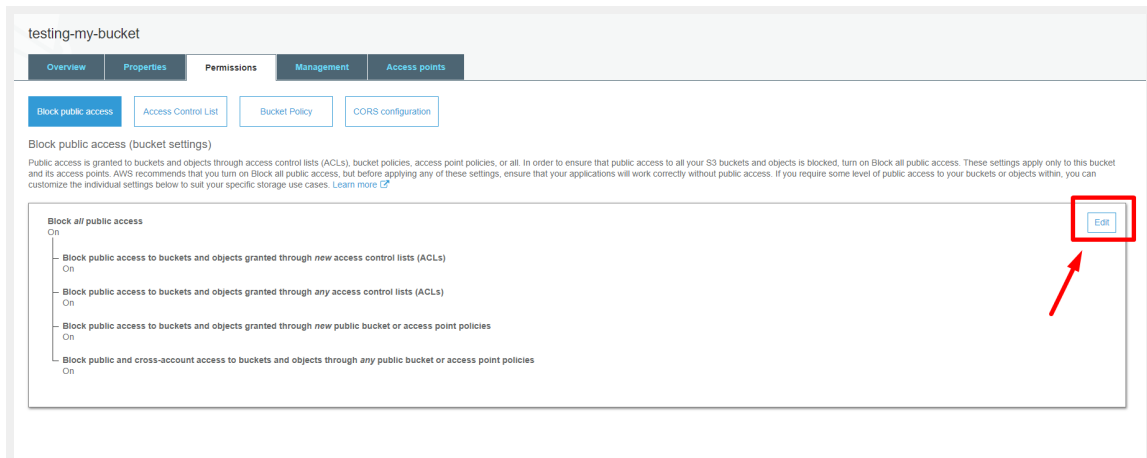 testing-my-bucket
Overview Properties Permissions Management Access points
Block public access Access Control List Bucket Policy CORS configuration
Block public access (bucket settings)
Public access is granted to buckets and objects through access control lists (ACLs), bucket policies, access point policies, or all. In order to ensure that public access to all your S3 buckets and objects is blocked, turn on Block all public access. These settings apply only to this bucket
and its access points. AWS recommends that you turn on Block all public access, but before applying any of these settings, ensure that your applications will work correctly without public access. If you require some level of public access to your buckets or objects within, you can
customize the individual settings below to suit your specific storage use cases. Learn more
Block all public access
On
Edit
Block public access to buckets and objects granted through new access control lists (ACLs)
On
Block public access to buckets and objects granted through any access control lists (ACLs)
On
Block public access to buckets and objects granted through new public bucket or access point policies
On
Block public and cross-account access to buckets and objects through any public bucket or access point policies
On